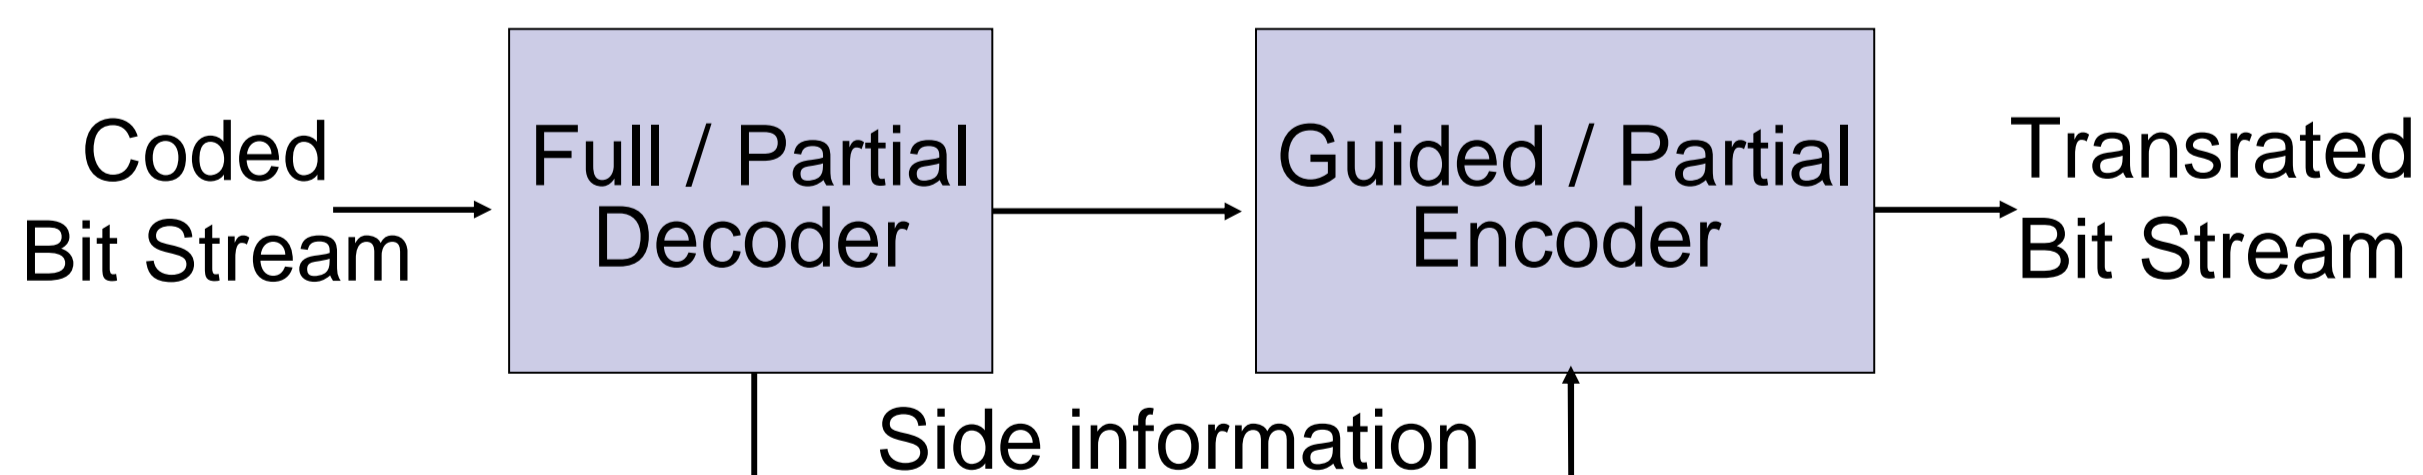 Coded
Bit Stream
Full / Partial
Decoder
Guided / Partial
Encoder
Transrated
Bit Stream
Side information